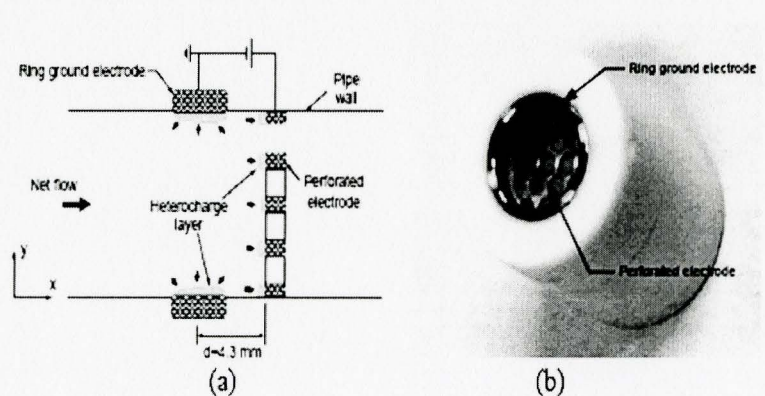 Ring ground electrode
Pipe
wall
Net flow
Perforated
electrode
Heterocharge
layer
y
x
d=4.3 mm
(a)
Ring ground electrode
Perforated electrode
(b)